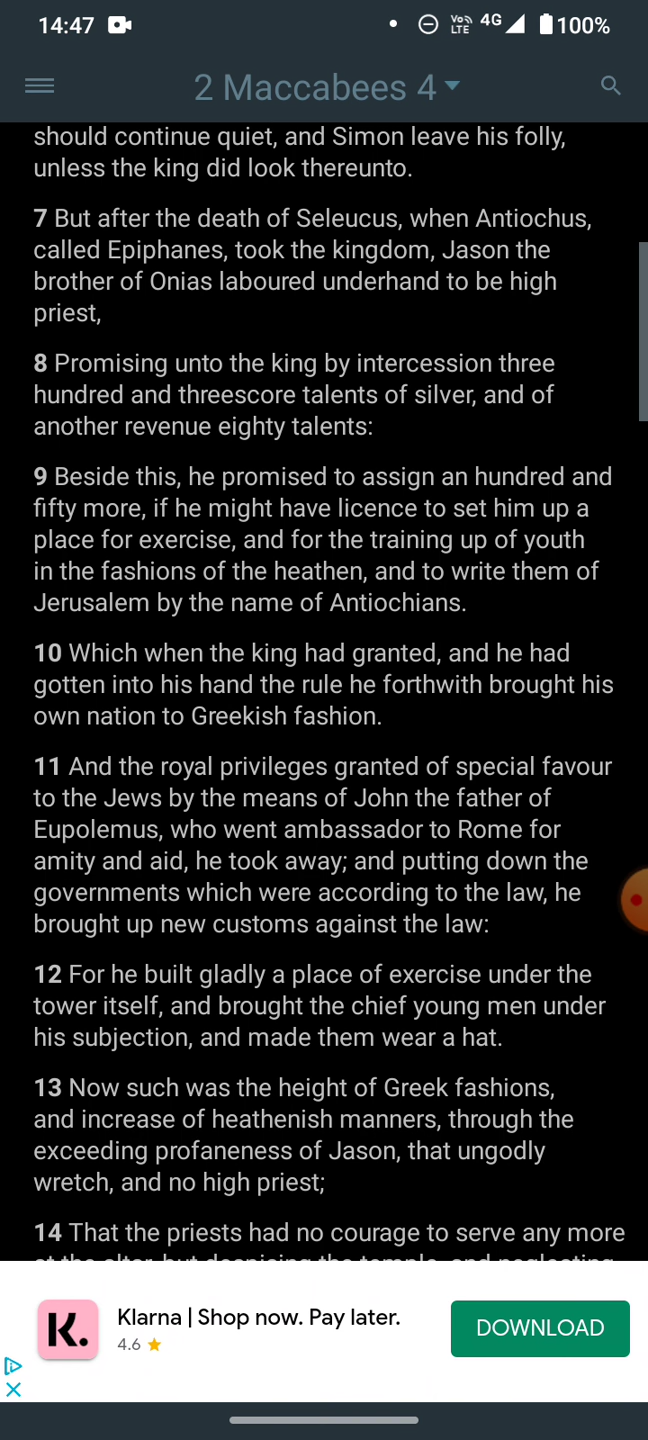 14:47
Vo)) LTE 4G 100%
2 Maccabees 4
should continue quiet, and Simon leave his folly,
unless the king did look thereunto.
7 But after the death of Seleucus, when Antiochus,
called Epiphanes, took the kingdom, Jason the
brother of Onias laboured underhand to be high
priest,
8 Promising unto the king by intercession three
hundred and threescore talents of silver, and of
another revenue eighty talents:
9 Beside this, he promised to assign an hundred and
fifty more, if he might have licence to set him up a
place for exercise, and for the training up of youth
in the fashions of the heathen, and to write them of
Jerusalem by the name of Antiochians.
10 Which when the king had granted, and he had
gotten into his hand the rule he forthwith brought his
own nation to Greekish fashion.
11 And the royal privileges granted of special favour
to the Jews by the means of John the father of
Eupolemus, who went ambassador to Rome for
amity and aid, he took away; and putting down the
governments which were according to the law, he
brought up new customs against the law:
12 For he built gladly a place of exercise under the
tower itself, and brought the chief young men under
his subjection, and made them wear a hat.
13 Now such was the height of Greek fashions,
and increase of heathenish manners, through the
exceeding profaneness of Jason, that ungodly
wretch, and no high priest;
14 That the priests had no courage to serve any more
at the altar, but despising the temple, and neglecting
K.
Klarna | Shop now. Pay later.
4.6
DOWNLOAD